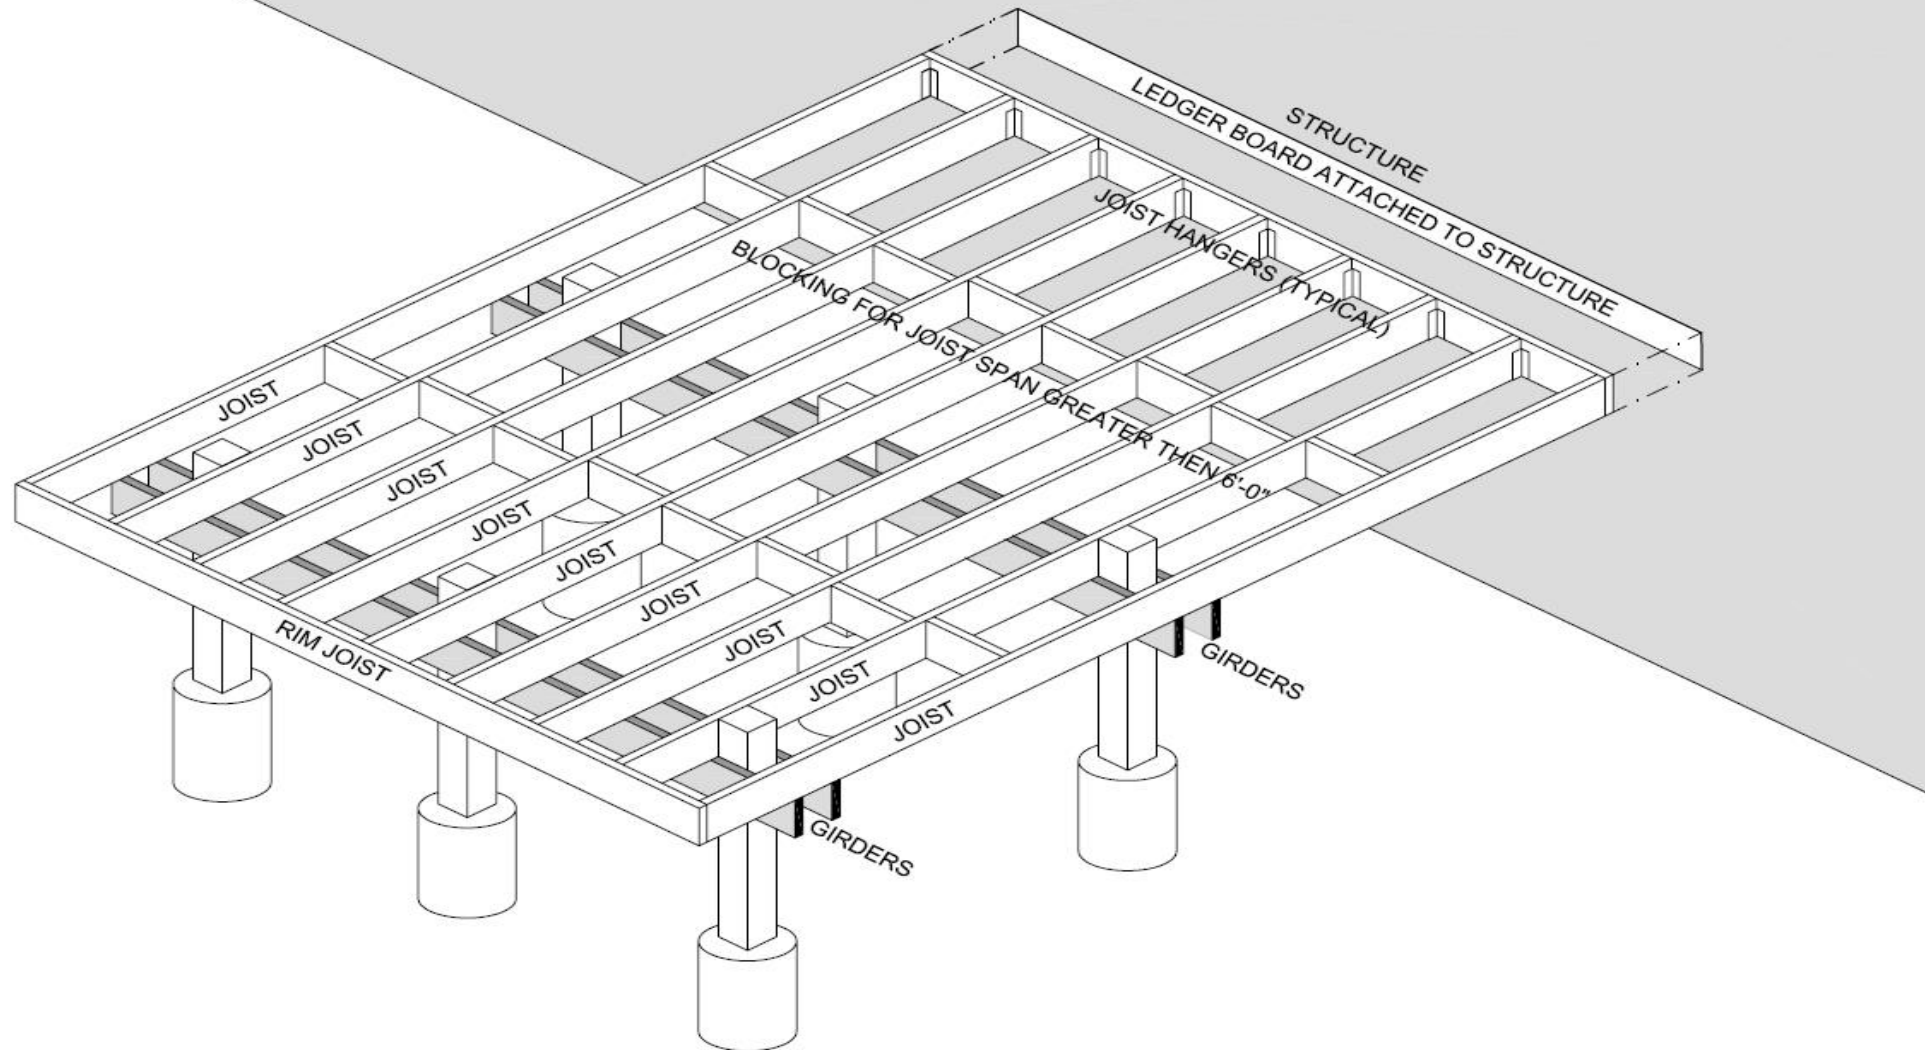 STRUCTURE
LEDGER BOARD ATTACHED TO STRUCTURE
JOIST HANGERS (TYPICAL)
BLOCKING FOR JOIST SPAN GREATER THEN 6'-0"
JOIST
JOIST
JOIST
JOIST
JOIST
JOIST
JOIST
JOIST
JOIST
RIM JOIST
GIRDERS
GIRDERS